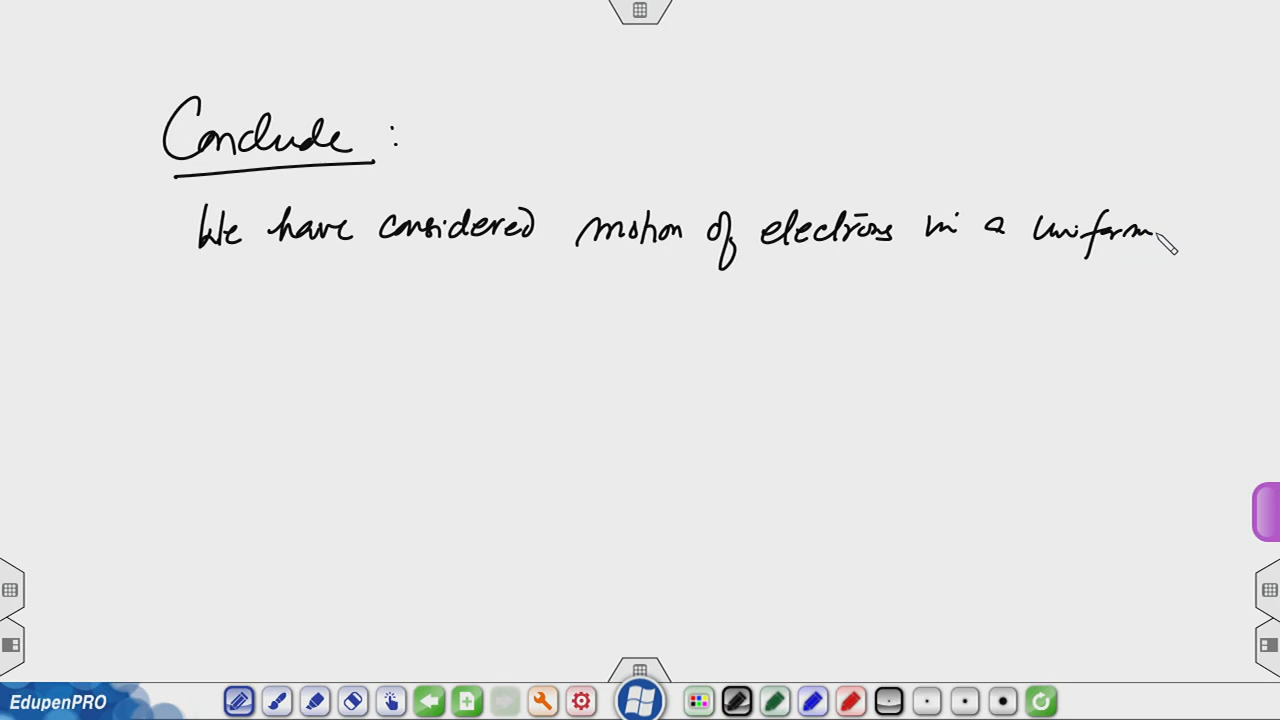 Conclude :
We have considered motion of electrons in a uniform
EdupenPRO